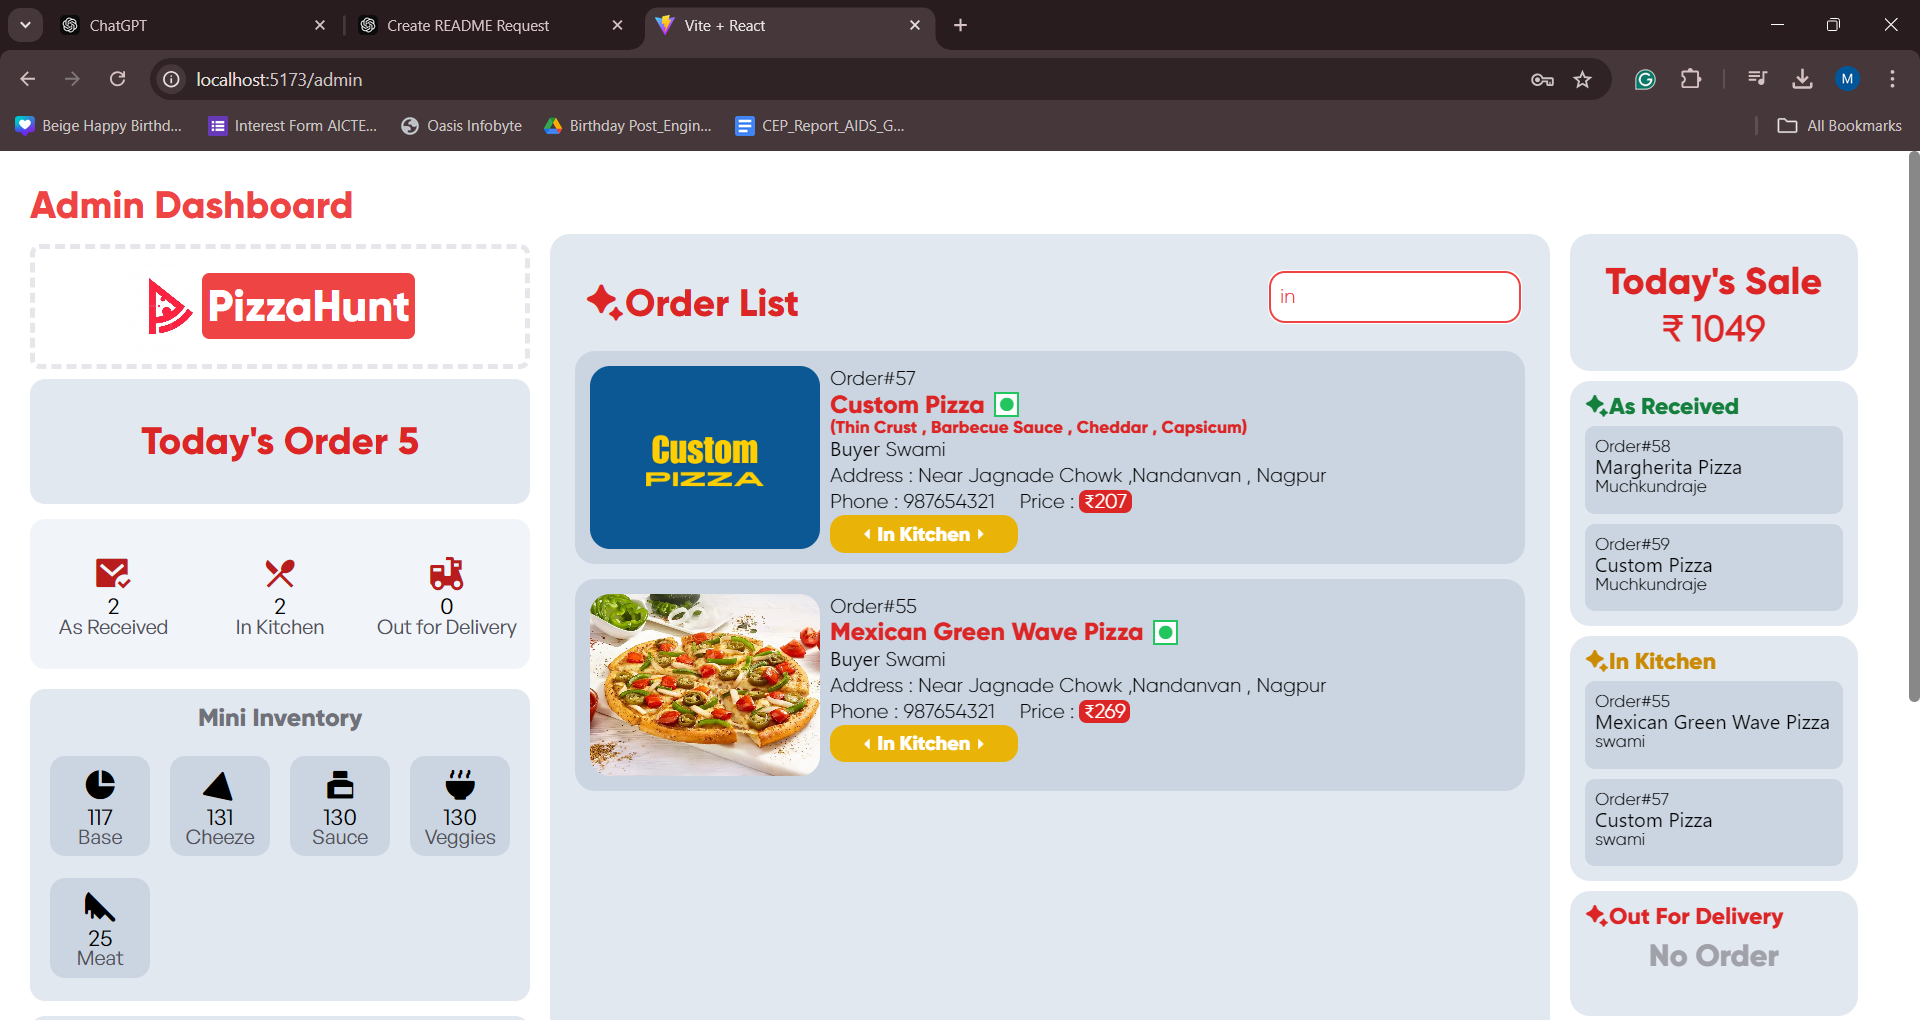 ChatGPT
Create README Request
Vite + React
localhost:5173/admin
M
Beige Happy Birthd...
Interest Form AICTE...
Oasis Infobyte
Birthday Post_Engin...
CEP_Report_AIDS_G...
All Bookmarks
Admin Dashboard
PizzaHunt
Today's Order 5
2
As Received
2
In Kitchen
0
Out for Delivery
Mini Inventory
117
Base
131
Cheeze
130
Sauce
130
Veggies
25
Meat
Order List
in
Order#57
Custom Pizza
(Thin Crust , Barbecue Sauce , Cheddar , Capsicum)
Buyer Swami
Address : Near Jagnade Chowk ,Nandanvan , Nagpur
Phone : 987654321 Price : ₹207
In Kitchen
Custom
PIZZA
Order#55
Mexican Green Wave Pizza
Buyer Swami
Address : Near Jagnade Chowk ,Nandanvan , Nagpur
Phone : 987654321 Price : ₹269
In Kitchen
Today's Sale
₹ 1049
As Received
Order#58
Margherita Pizza
Muchkundraje
Order#59
Custom Pizza
Muchkundraje
In Kitchen
Order#55
Mexican Green Wave Pizza
swami
Order#57
Custom Pizza
swami
Out For Delivery
No Order